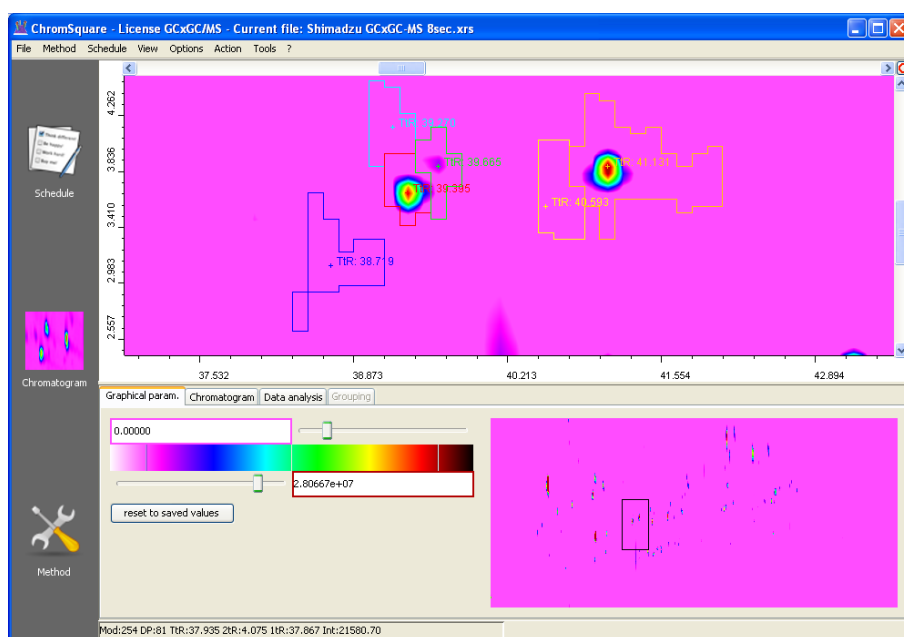 ChromSquare - License GCxGC/MS - Current file: Shimadzu GCxGC-MS 8sec.xrs
File Method Schedule View Options Action Tools ?
Schedule
Chromatogram
Method
4.262
3.836
3.410
2.983
2.557
TtR: 39.270
TtR: 39.395
TtR: 41.131
TtR: 40.593
TtR: 38.719
37.532 38.873 40.213 41.554 42.894
Graphical param. Chromatogram Data analysis Grouping
0.00000
2.80667e+07
reset to saved values
Mod:254 DP:81 TtR:37.935 2tR:4.075 1tR:37.867 Int:21580.70